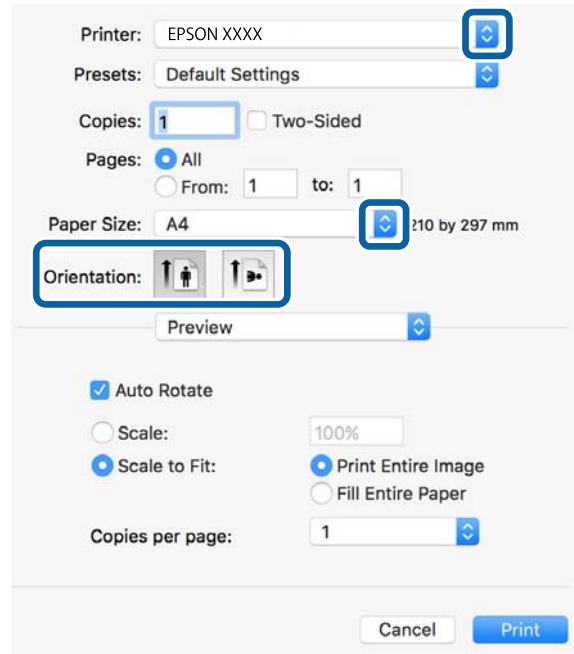 Printer: EPSON XXXX
Presets: Default Settings
Copies: 1 Two-Sided
Pages: All
From: 1 to: 1
Paper Size: A4 210 by 297 mm
Orientation:
Preview
Auto Rotate
Scale: 100%
Scale to Fit: Print Entire Image
Fill Entire Paper
Copies per page: 1
Cancel Print